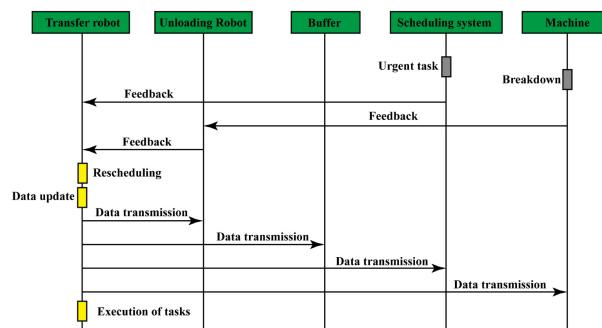 Transfer robot
Unloading Robot
Buffer
Scheduling system
Machine
Urgent task
Breakdown
Feedback
Feedback
Feedback
Rescheduling
Data update
Data transmission
Data transmission
Data transmission
Data transmission
Execution of tasks